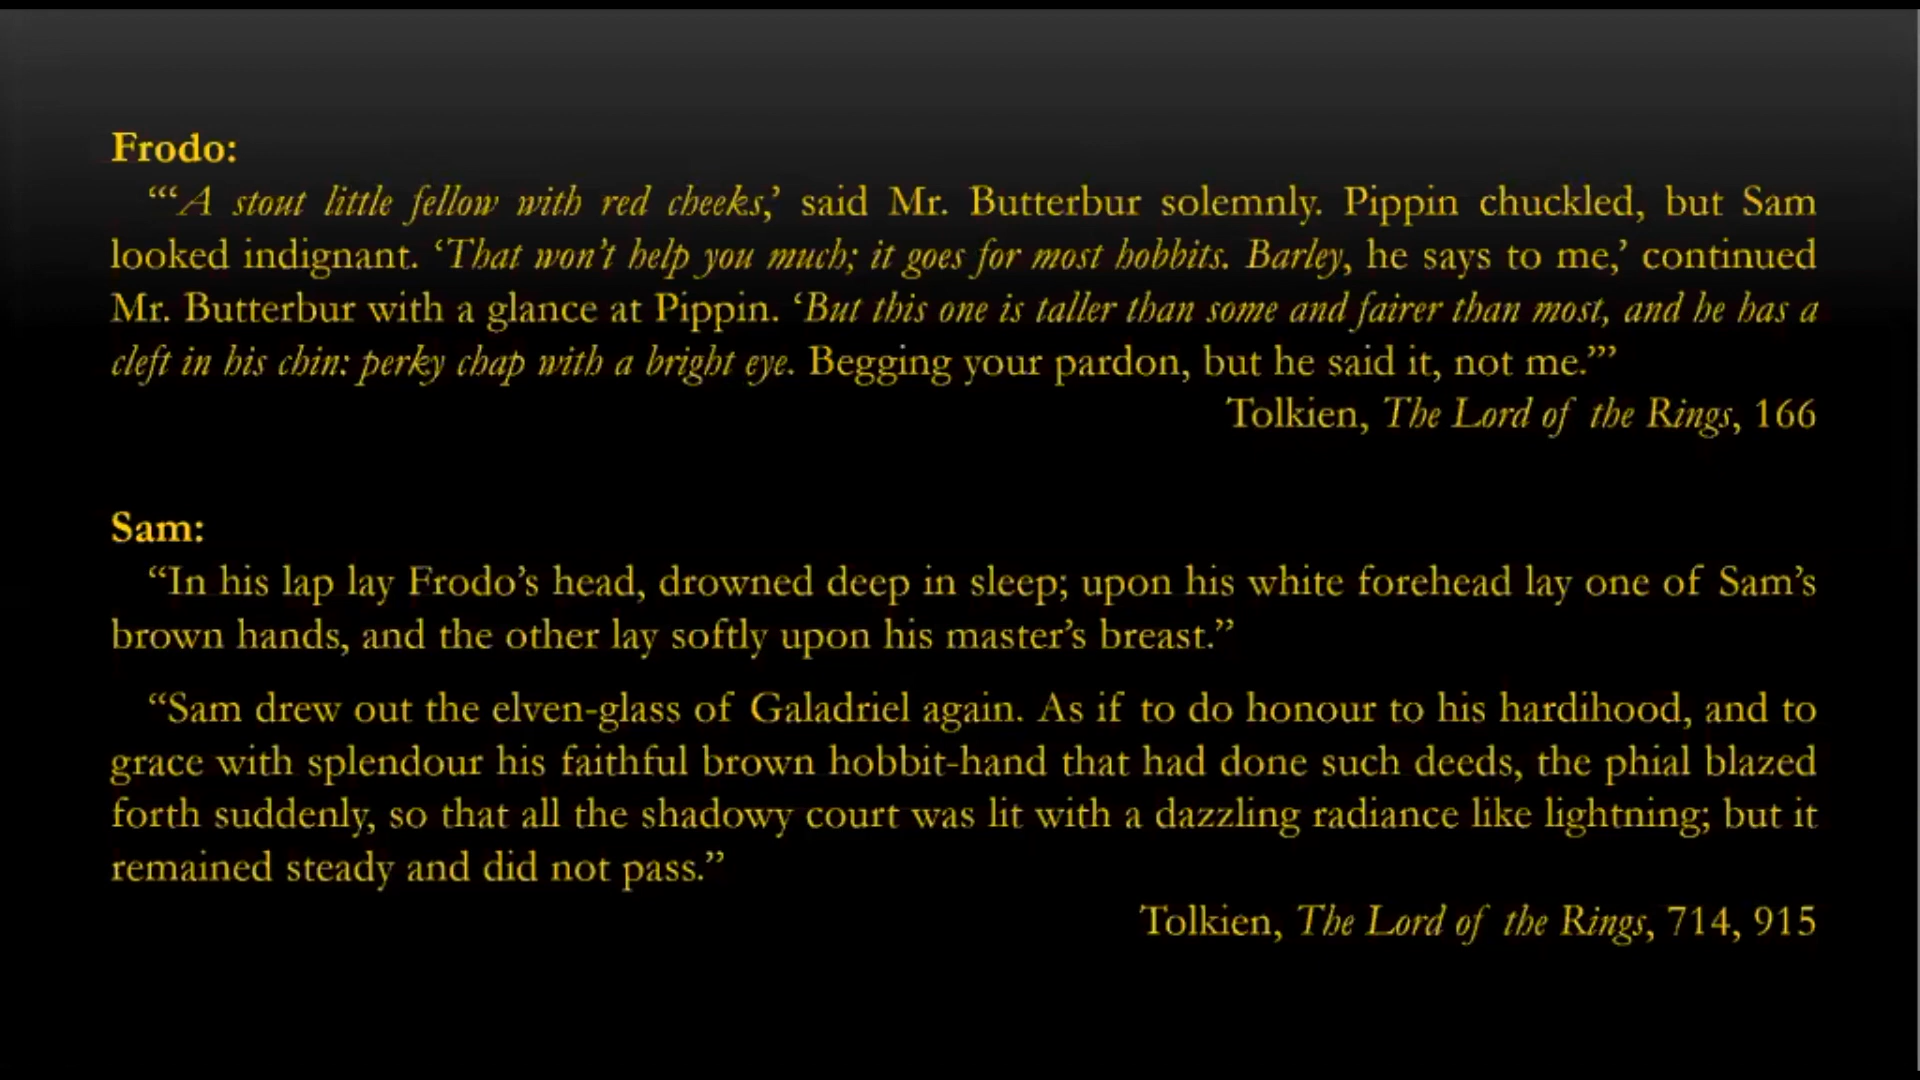 Frodo:
“‘“A stout little fellow with red cheeks,’ said Mr. Butterbur solemnly. Pippin chuckled, but Sam
looked indignant. ‘That won’t help you much; it goes for most hobbits. Barley, he says to me,’ continued
Mr. Butterbur with a glance at Pippin. ‘But this one is taller than some and fairer than most, and he has a
cleft in his chin: perky chap with a bright eye. Begging your pardon, but he said it, not me.”’
Tolkien, The Lord of the Rings, 166
Sam:
“In his lap lay Frodo’s head, drowned deep in sleep; upon his white forehead lay one of Sam’s
brown hands, and the other lay softly upon his master’s breast.”
“Sam drew out the elven-glass of Galadriel again. As if to do honour to his hardihood, and to
grace with splendour his faithful brown hobbit-hand that had done such deeds, the phial blazed
forth suddenly, so that all the shadowy court was lit with a dazzling radiance like lightning; but it
remained steady and did not pass.”
Tolkien, The Lord of the Rings, 714, 915